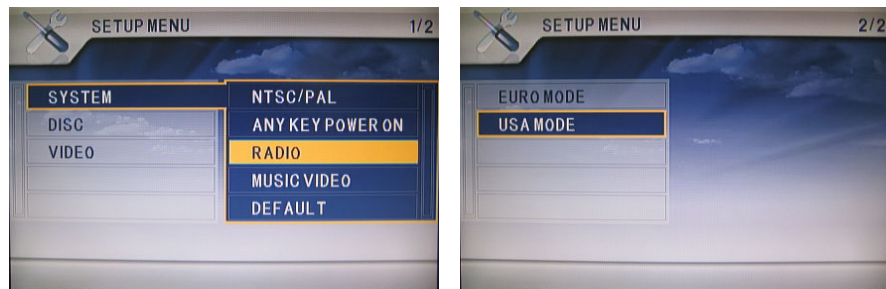 SETUP MENU 1/2
SYSTEM NTSC/PAL
DISC ANY KEY POWER ON
VIDEO RADIO
MUSIC VIDEO
DEFAULT
SETUP MENU 2/2
EURO MODE
USA MODE